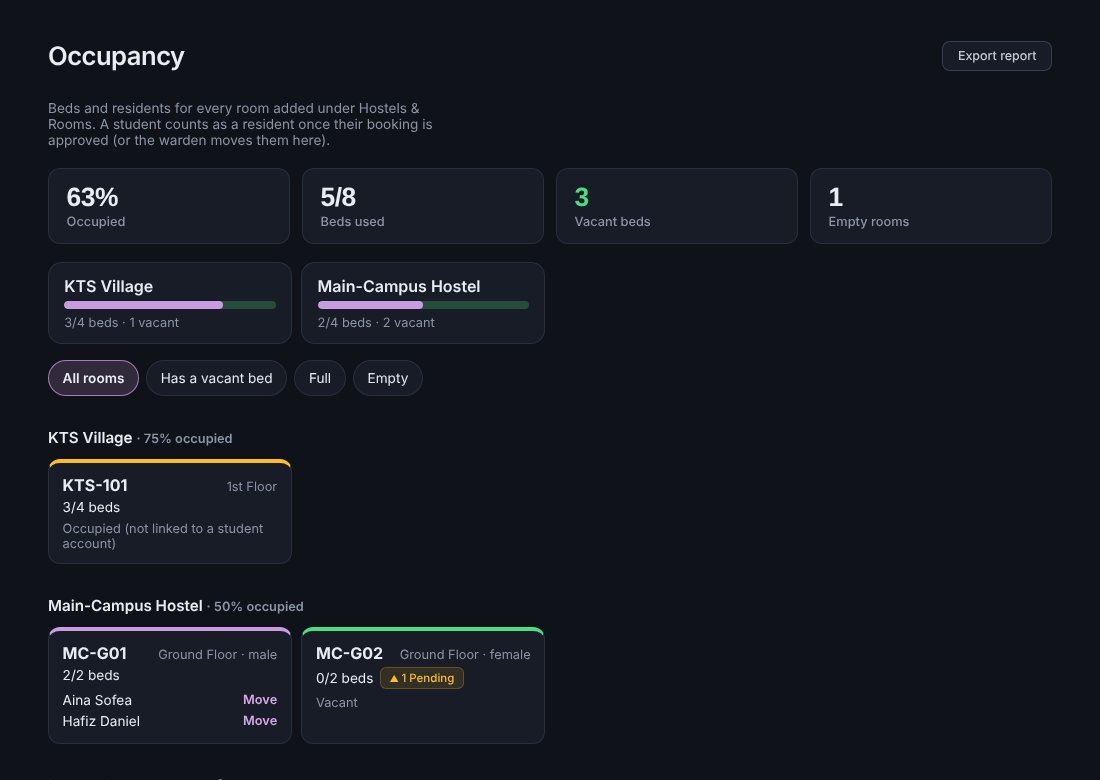 Occupancy
Export report
Beds and residents for every room added under Hostels &
Rooms. A student counts as a resident once their booking is
approved (or the warden moves them here).
63%
Occupied
5/8
Beds used
3
Vacant beds
1
Empty rooms
KTS Village
3/4 beds · 1 vacant
Main-Campus Hostel
2/4 beds · 2 vacant
All rooms
Has a vacant bed
Full
Empty
KTS Village · 75% occupied
KTS-101
1st Floor
3/4 beds
Occupied (not linked to a student
account)
Main-Campus Hostel · 50% occupied
MC-G01
Ground Floor · male
2/2 beds
Aina Sofea
Move
Hafiz Daniel
Move
MC-G02
Ground Floor · female
0/2 beds
▲ 1 Pending
Vacant